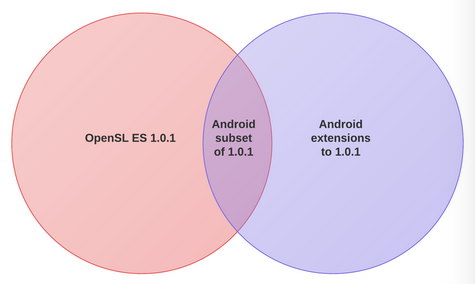 OpenSL ES 1.0.1
Android
subset
of 1.0.1
Android
extensions
to 1.0.1